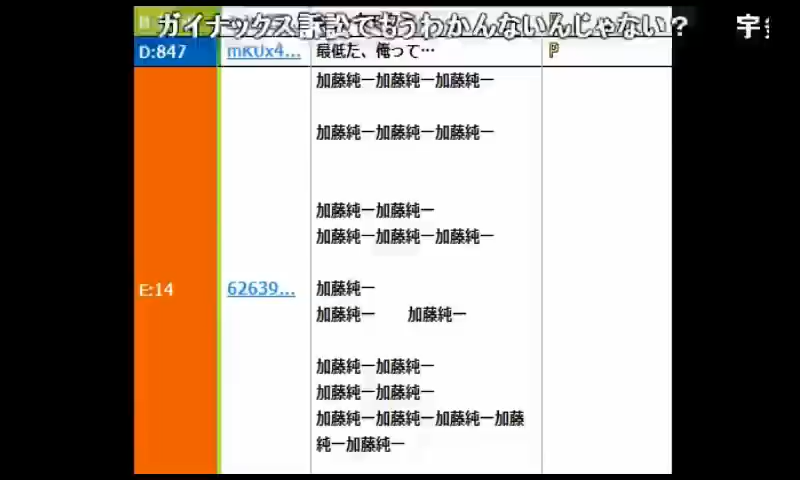 ガイナックス訴訟でもうわかんないんじゃない？
宇
D:847 mKUx4... 最低た、俺って… P
加藤純一加藤純一加藤純一
加藤純一加藤純一加藤純一
加藤純一加藤純一
加藤純一加藤純一加藤純一
E:14 62639... 加藤純一
加藤純一 加藤純一
加藤純一加藤純一
加藤純一加藤純一
加藤純一加藤純一加藤純一加藤
純一加藤純一